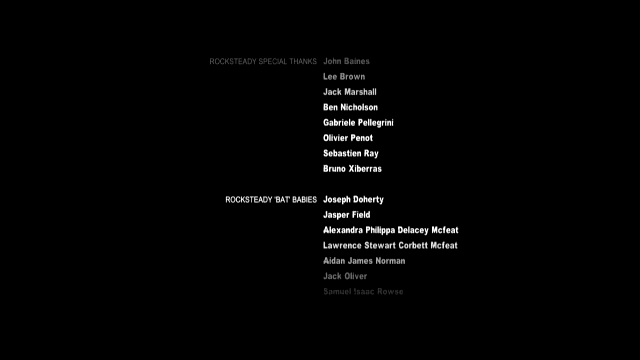 ROCKSTEADY SPECIAL THANKS John Baines
Lee Brown
Jack Marshall
Ben Nicholson
Gabriele Pellegrini
Olivier Penot
Sebastien Ray
Bruno Xiberras
ROCKSTEADY 'BAT' BABIES Joseph Doherty
Jasper Field
Alexandra Philippa Delacey Mcfeat
Lawrence Stewart Corbett Mcfeat
Aidan James Norman
Jack Oliver
Samuel Isaac Rowse